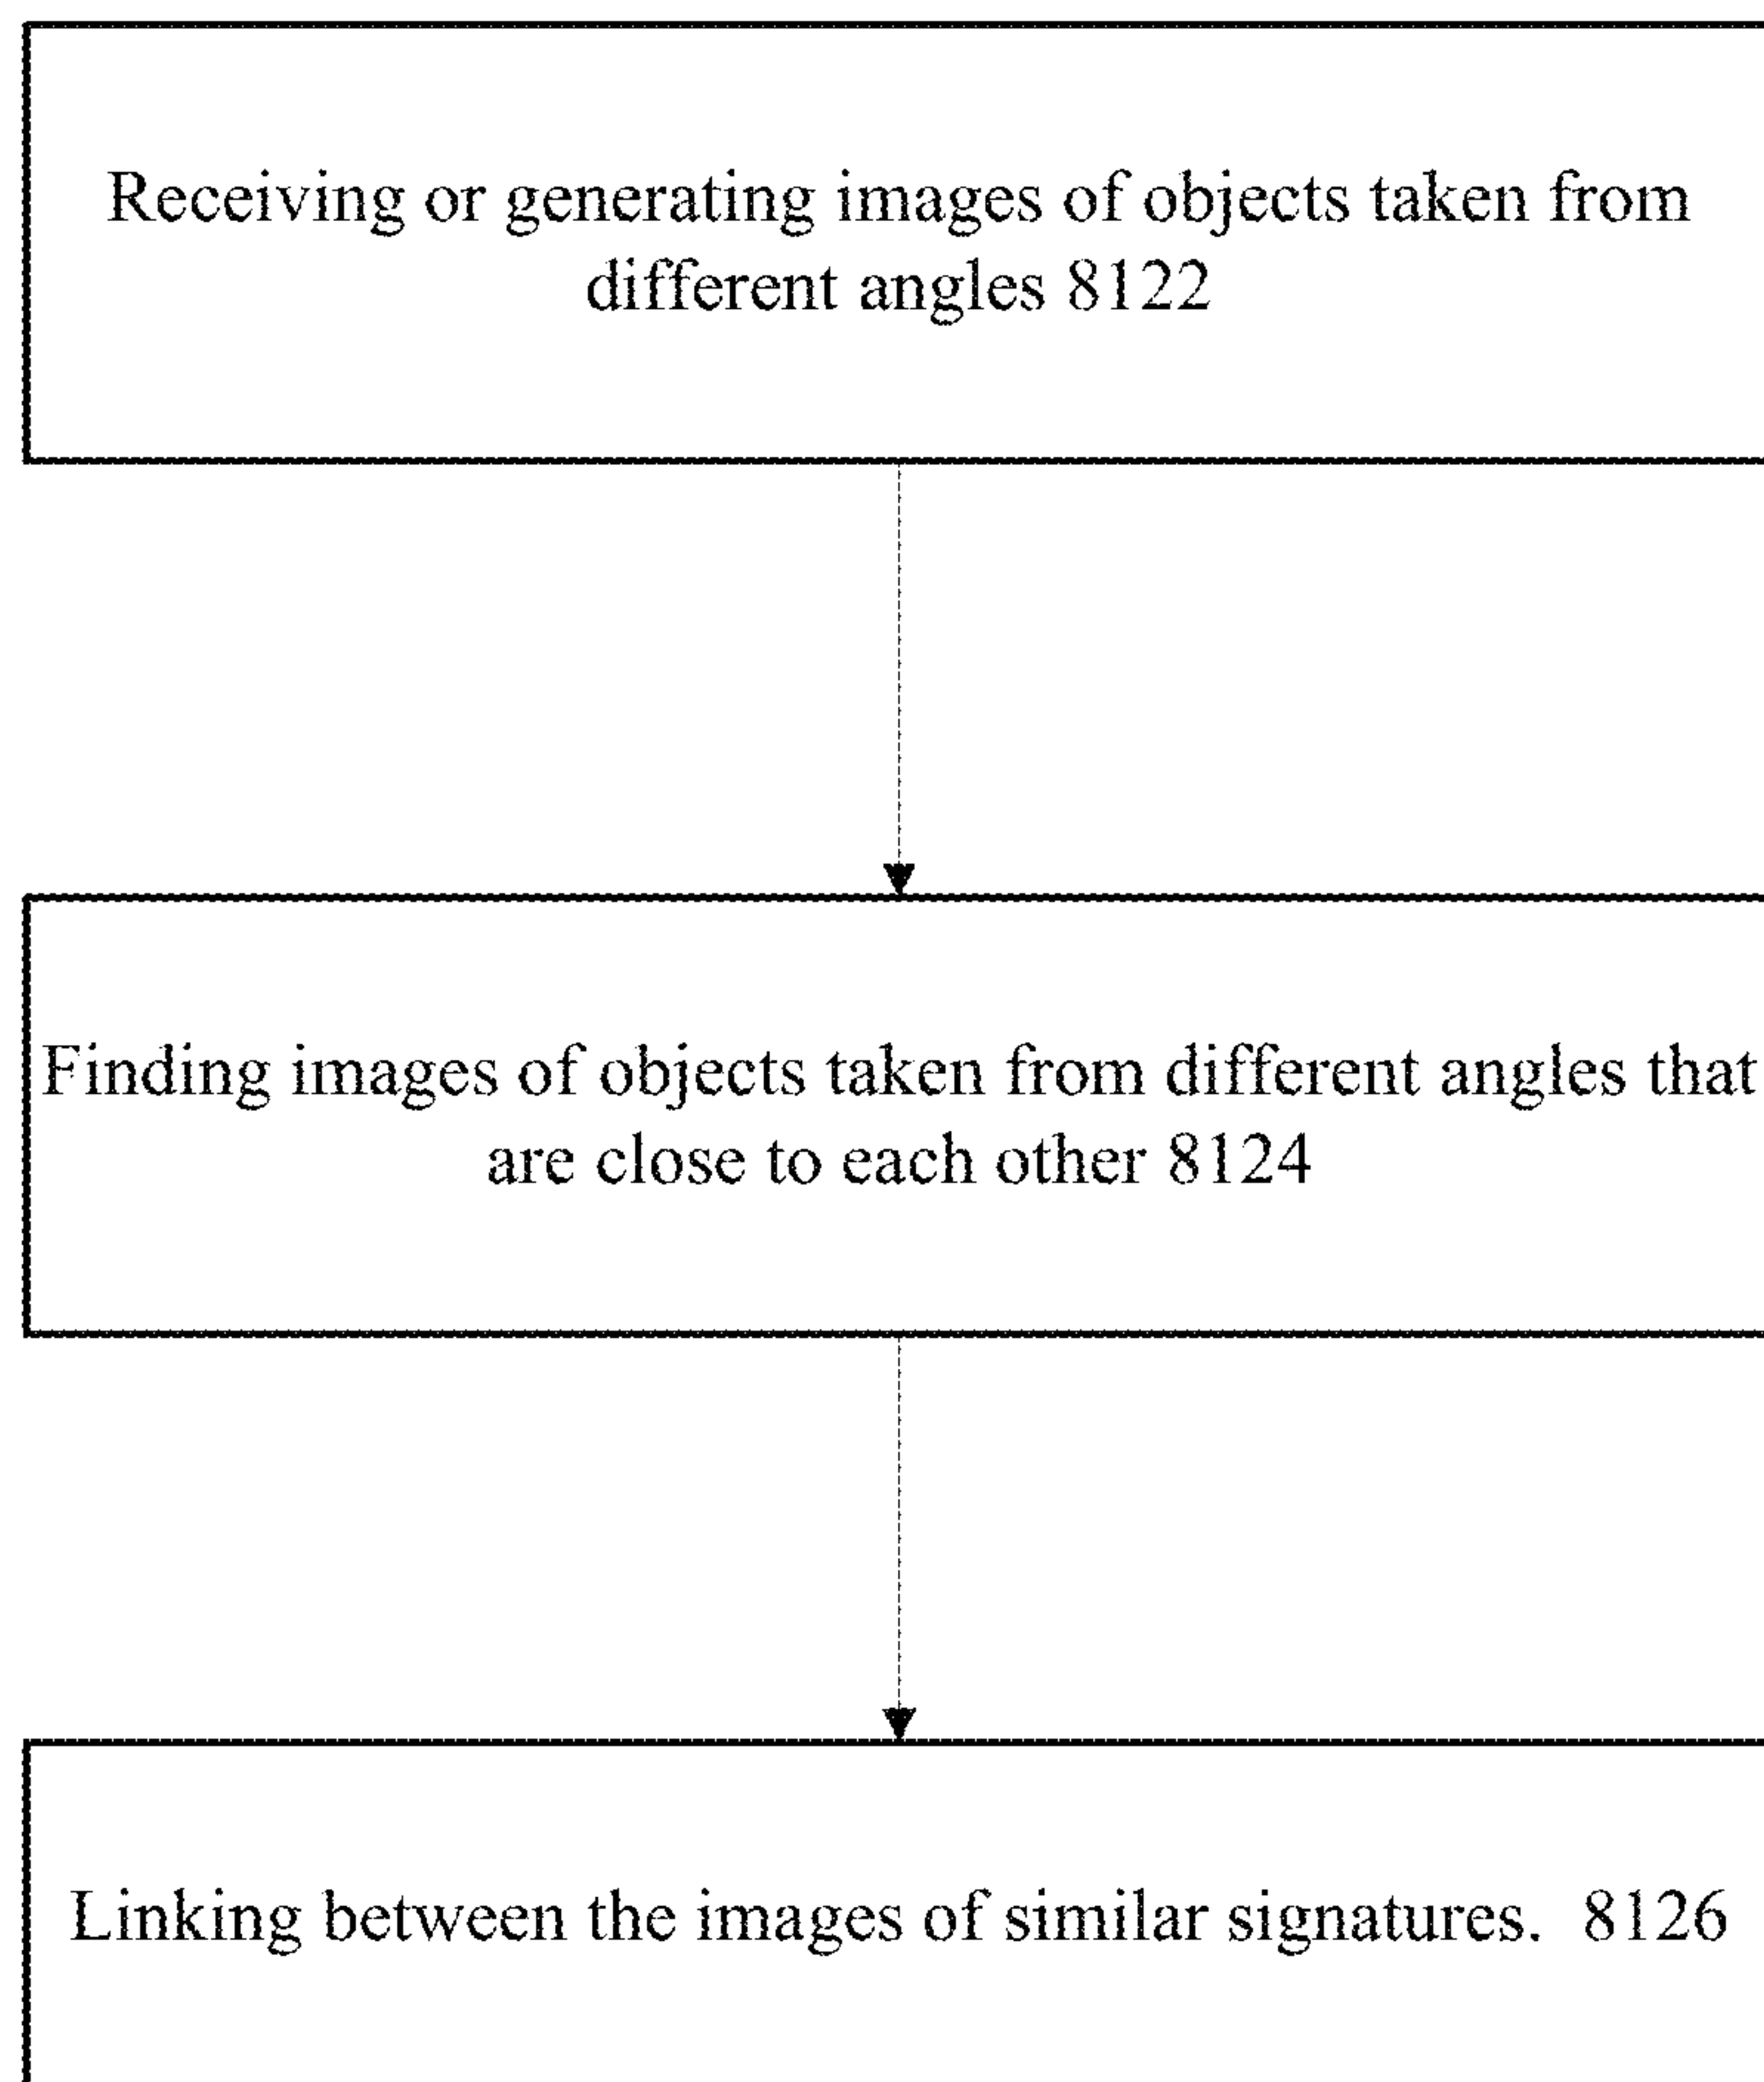 Receiving or generating images of objects taken from
different angles 8122
Finding images of objects taken from different angles that
are close to each other 8124
Linking between the images of similar signatures.  8126